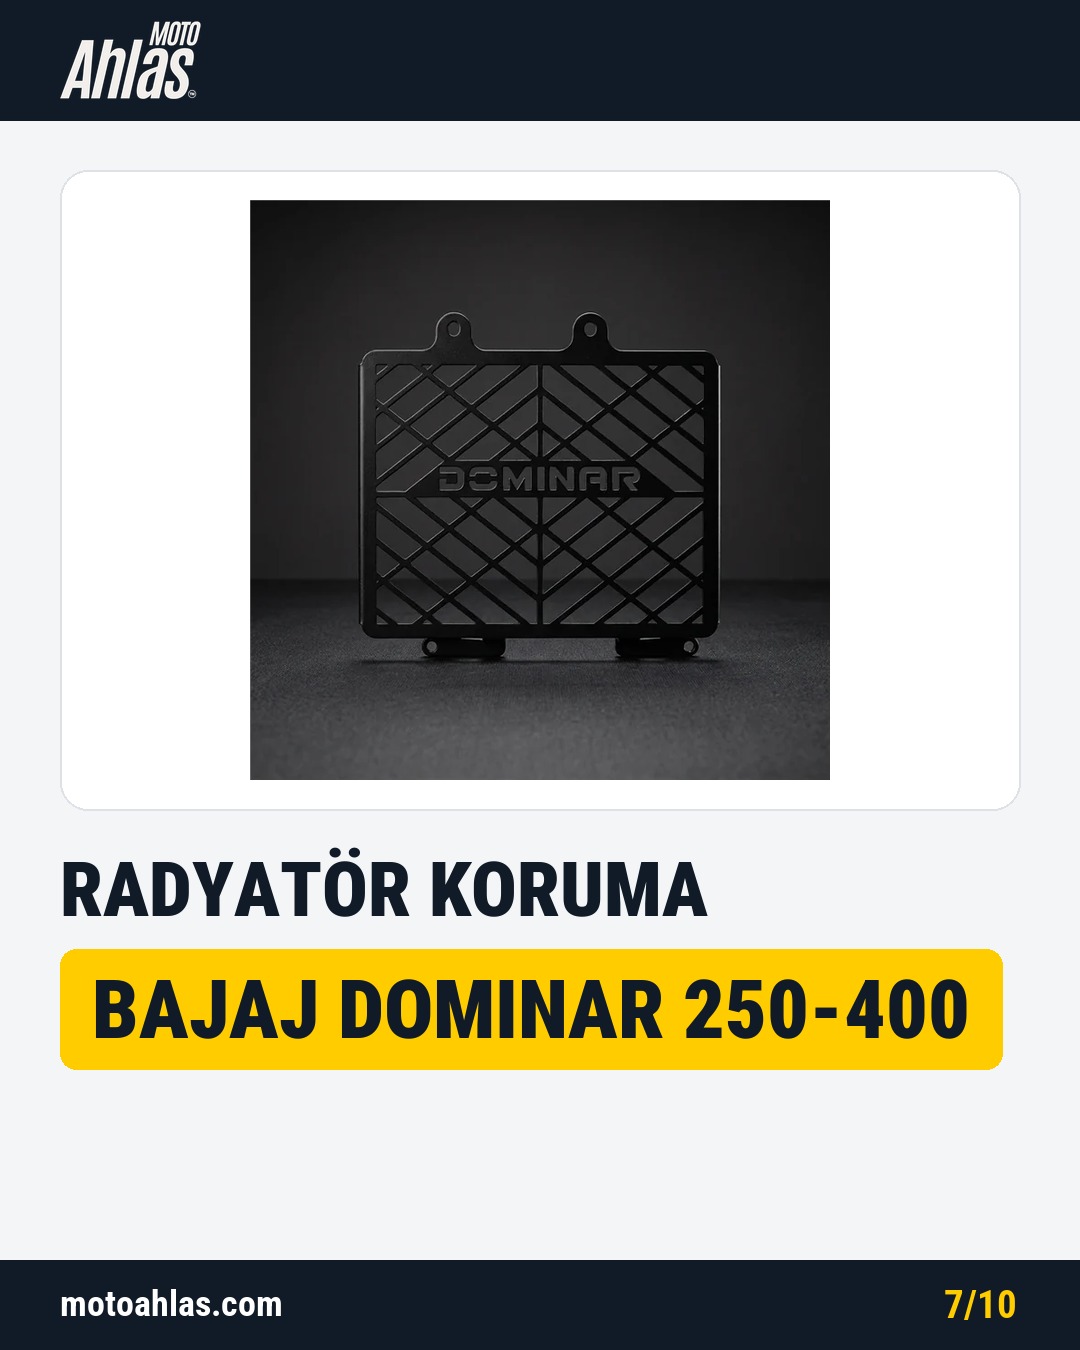 MOTO
Ahlas
DOMINAR
RADYATÖR KORUMA
BAJAJ DOMINAR 250-400
motoahlas.com
7/10